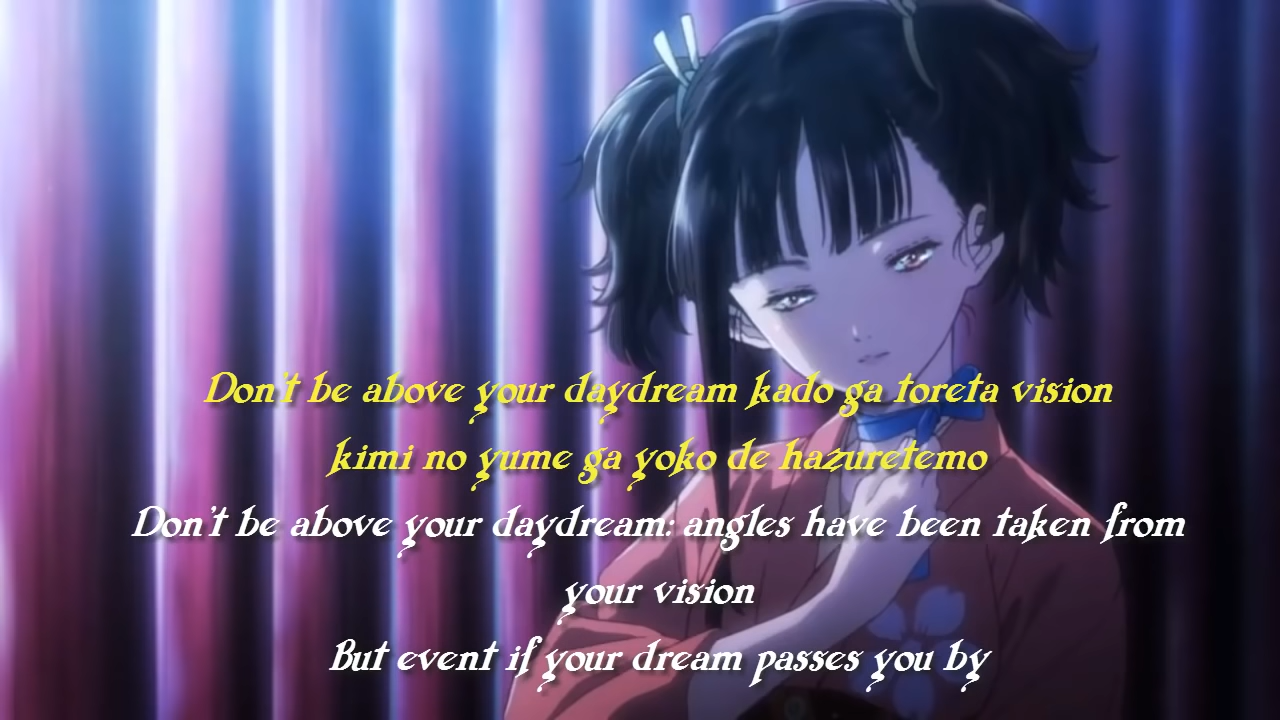 Don't be above your daydream kado ga toreta vision
kimi no yume ga yoko de hazuretemo
Don't be above your daydream: angles have been taken from
your vision
But event if your dream passes you by